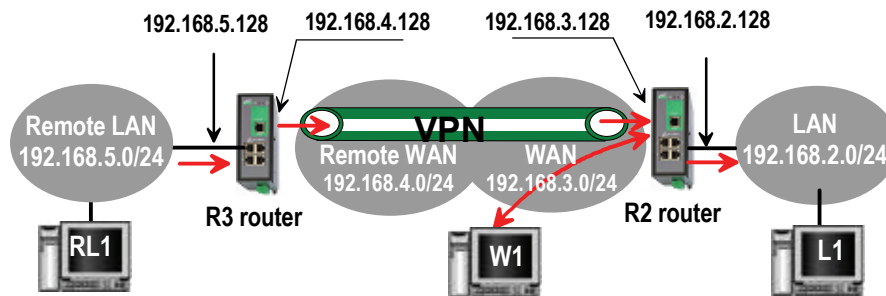 192.168.5.128
192.168.4.128
192.168.3.128
192.168.2.128
Remote LAN
192.168.5.0/24
VPN
Remote WAN
192.168.4.0/24
WAN
192.168.3.0/24
LAN
192.168.2.0/24
R3 router
R2 router
RL1
W1
L1